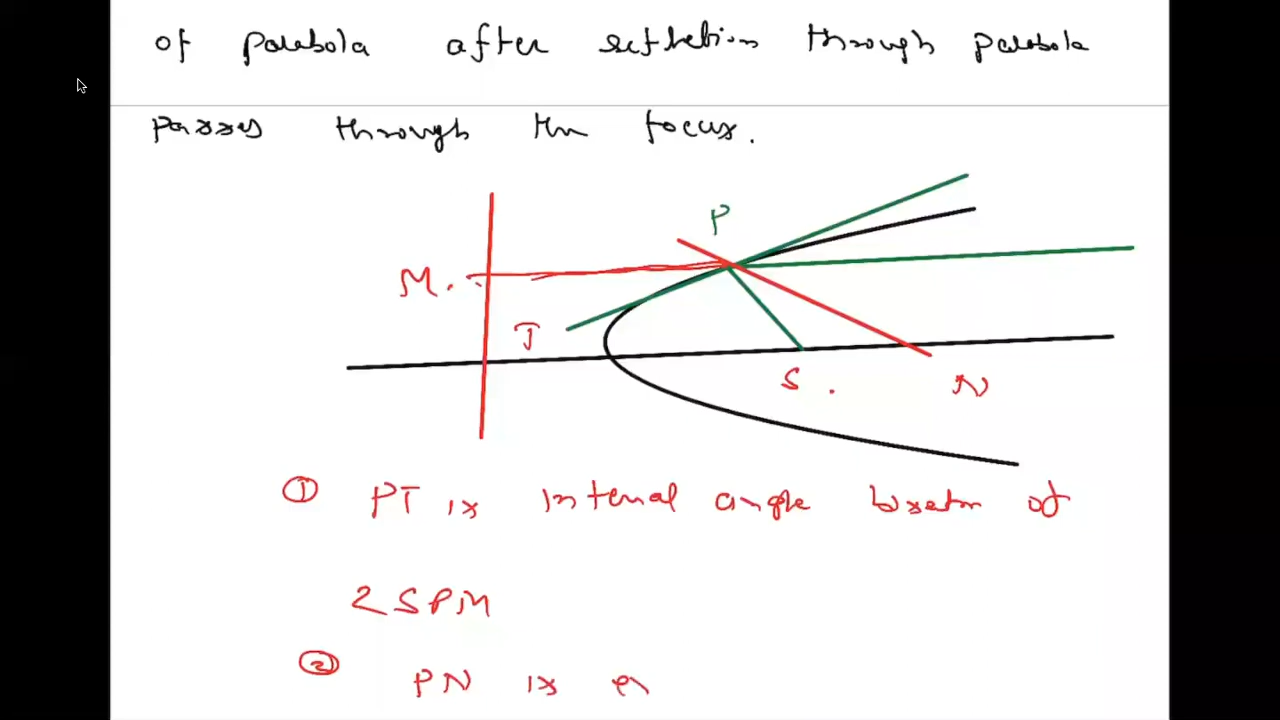 of parabola after reflection through parabola
passes through the focus.
P
M.
T
S.
N
① PT is internal angle bisector of
∠SPM
② PN is e